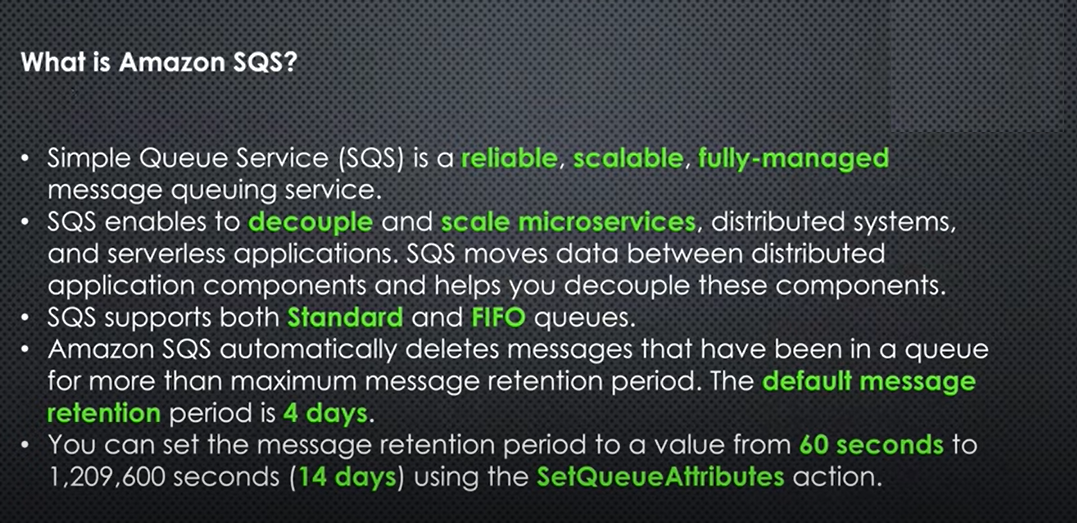 What is Amazon SQS?
• Simple Queue Service (SQS) is a reliable, scalable, fully-managed
message queuing service.
• SQS enables to decouple and scale microservices, distributed systems,
and serverless applications. SQS moves data between distributed
application components and helps you decouple these components.
• SQS supports both Standard and FIFO queues.
• Amazon SQS automatically deletes messages that have been in a queue
for more than maximum message retention period. The default message
retention period is 4 days.
• You can set the message retention period to a value from 60 seconds to
1,209,600 seconds (14 days) using the SetQueueAttributes action.